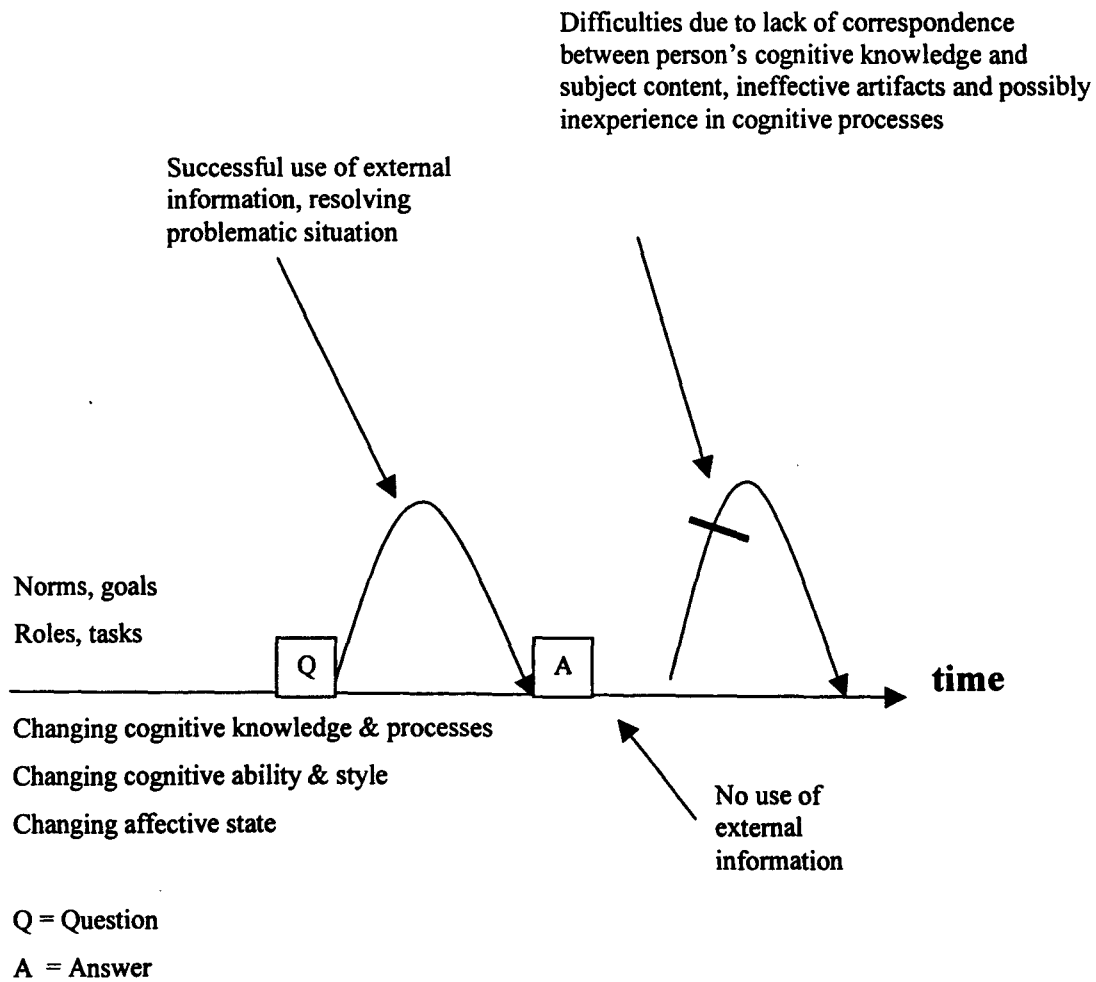 Difficulties due to lack of correspondence
between person's cognitive knowledge and
subject content, ineffective artifacts and possibly
inexperience in cognitive processes
Successful use of external
information, resolving
problematic situation
Norms, goals
Roles, tasks
Q
A
time
Changing cognitive knowledge & processes
Changing cognitive ability & style
Changing affective state
No use of
external
information
Q = Question
A = Answer